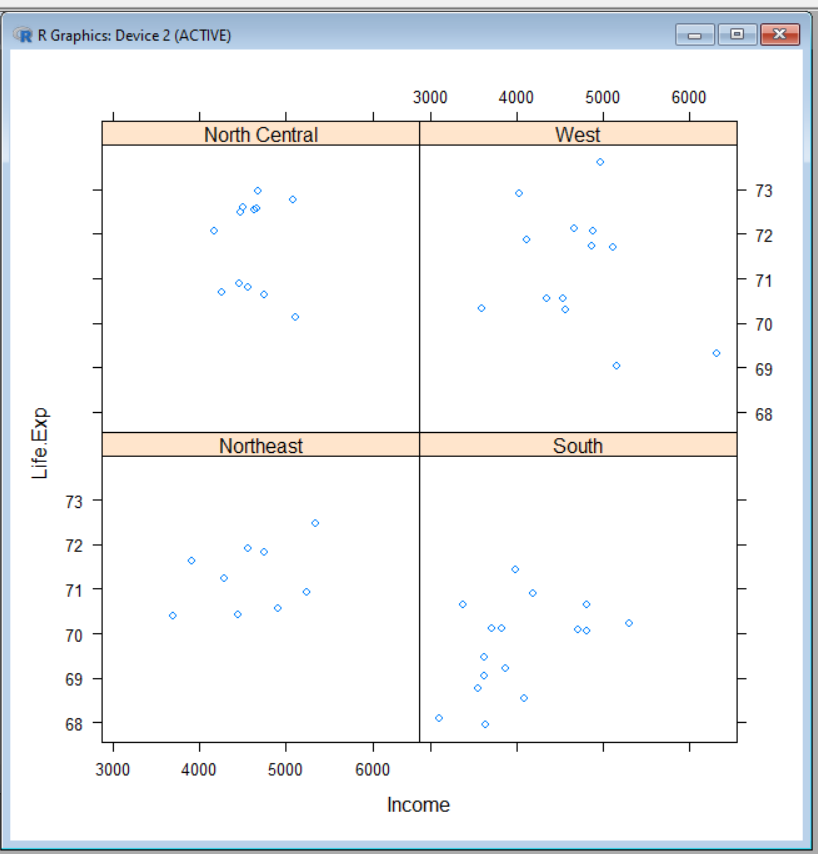 R Graphics: Device 2 (ACTIVE)
3000 4000 5000 6000
North Central West
73
72
71
70
69
68
Life.Exp
Northeast South
73
72
71
70
69
68
3000 4000 5000 6000
Income